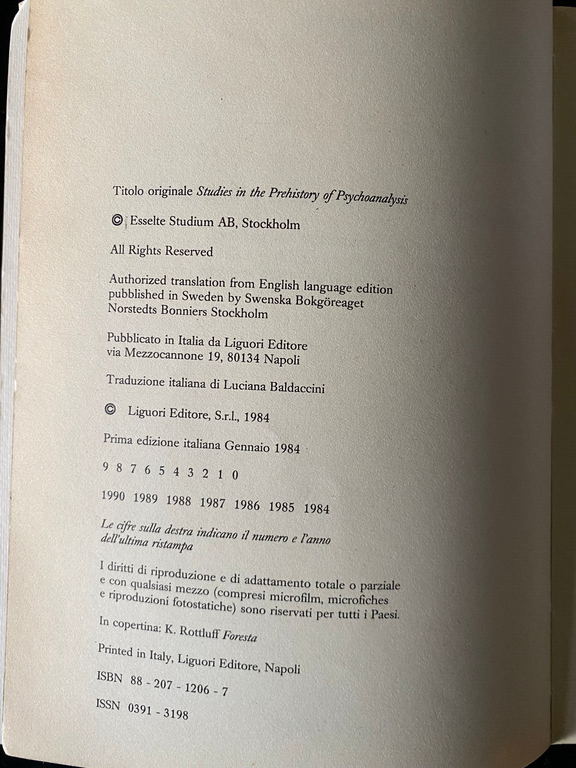 Titolo originale Studies in the Prehistory of Psychoanalysis
© Esselte Studium AB, Stockholm
All Rights Reserved
Authorized translation from English language edition
pubblished in Sweden by Swenska Bokgöreaget
Norstedts Bonniers Stockholm
Pubblicato in Italia da Liguori Editore
via Mezzocannone 19, 80134 Napoli
Traduzione italiana di Luciana Baldaccini
© Liguori Editore, S.r.l., 1984
Prima edizione italiana Gennaio 1984
9 8 7 6 5 4 3 2 1 0
1990 1989 1988 1987 1986 1985 1984
Le cifre sulla destra indicano il numero e l'anno
dell'ultima ristampa
I diritti di riproduzione e di adattamento totale o parziale
e con qualsiasi mezzo (compresi microfilm, microfiches
e riproduzioni fotostatiche) sono riservati per tutti i Paesi.
In copertina: K. Rottluff Foresta
Printed in Italy, Liguori Editore, Napoli
ISBN 88 - 207 - 1206 - 7
ISSN 0391 - 3198